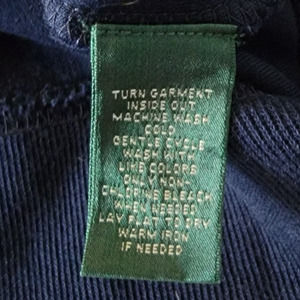 TURN GARMENT
INSIDE OUT
MACHINE WASH
COLD
GENTLE CYCLE
WASH WITH
LIKE COLORS
ONLY NON-
CHLORINE BLEACH
WHEN NEEDED
LAY FLAT TO DRY
WARM IRON
IF NEEDED